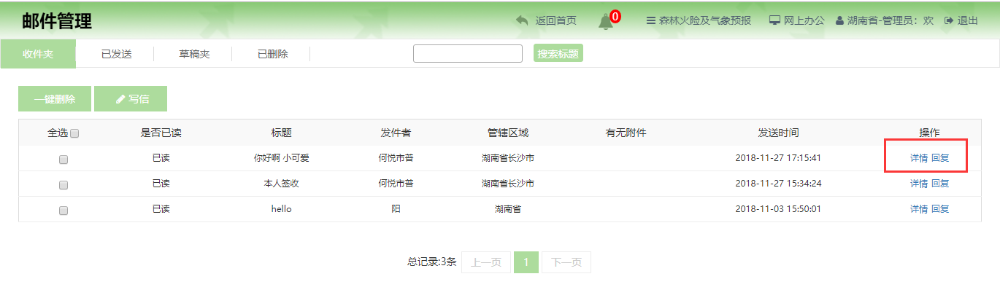 邮件管理 返回首页 0 森林火险及气象预报 网上办公 湖南省-管理员：欢 退出
收件夹 已发送 草稿夹 已删除 搜索标题
一键删除 写信
全选 是否已读 标题 发件者 管辖区域 有无附件 发送时间 操作
已读 你好啊 小可爱 何悦市普 湖南省长沙市 2018-11-27 17:15:41 详情 回复
已读 本人签收 何悦市普 湖南省长沙市 2018-11-27 15:34:24 详情 回复
已读 hello 阳 湖南省 2018-11-03 15:50:01 详情 回复
总记录:3条 上一页 1 下一页